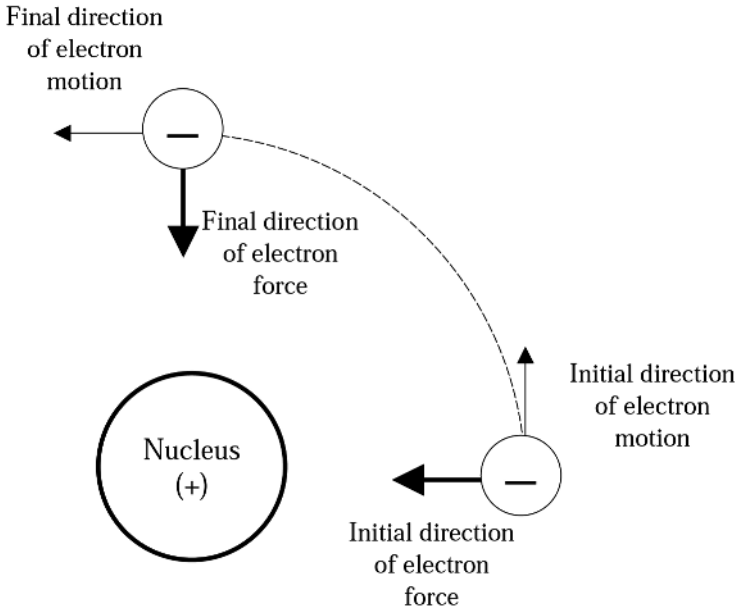 Final direction
of electron
motion
Final direction
of electron
force
Initial direction
of electron
motion
Nucleus
(+)
Initial direction
of electron
force